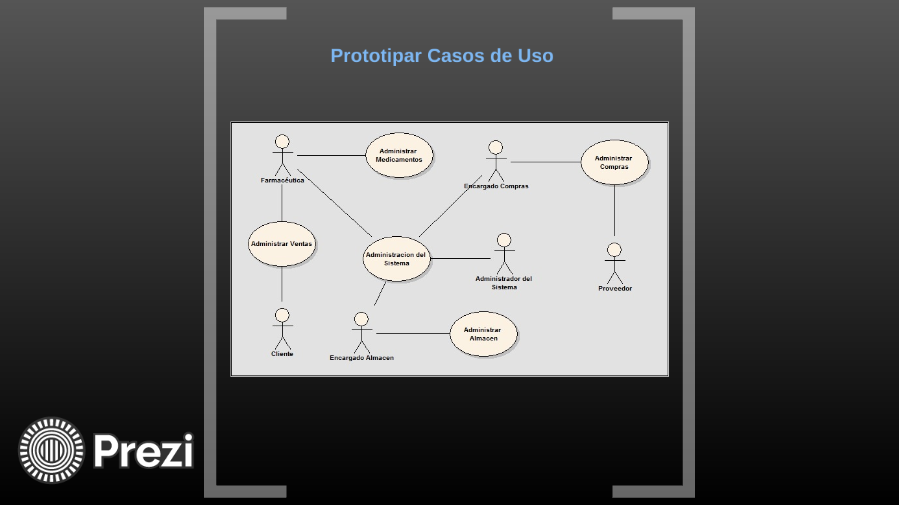 Prototipar Casos de Uso
Administrar
Medicamentos
Administrar
Compras
Farmacéutica
Encargado Compras
Administrar Ventas
Administracion del
Sistema
Administrador del
Sistema
Proveedor
Administrar
Almacen
Cliente
Encargado Almacen
Prezi